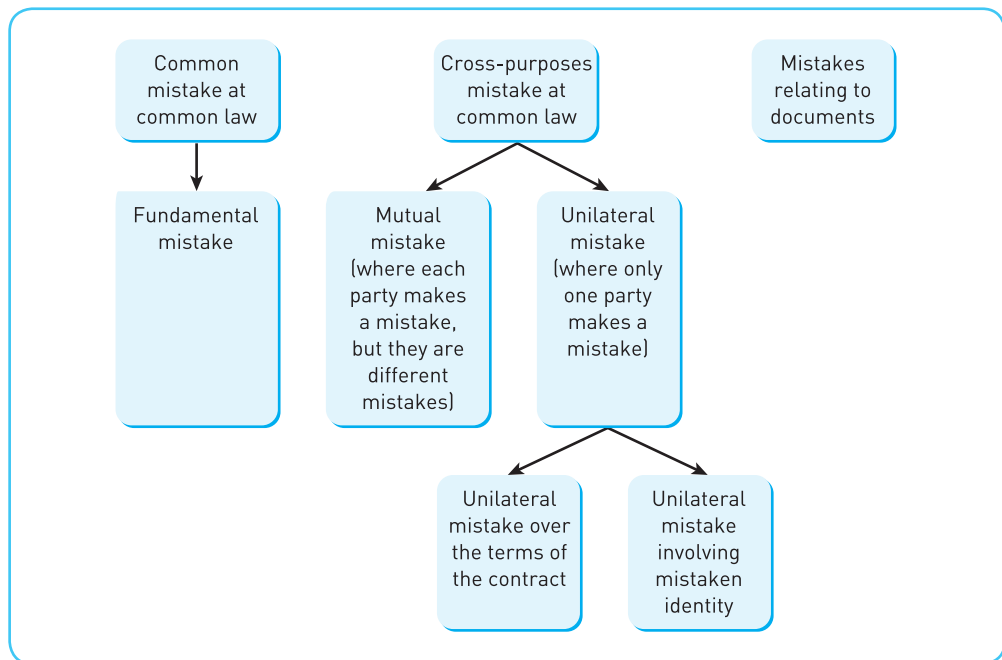 Common
mistake at
common law
Cross-purposes
mistake at
common law
Mistakes
relating to
documents
Fundamental
mistake
Mutual
mistake
(where each
party makes
a mistake,
but they are
different
mistakes)
Unilateral
mistake
(where only
one party
makes a
mistake)
Unilateral
mistake over
the terms of
the contract
Unilateral
mistake
involving
mistaken
identity